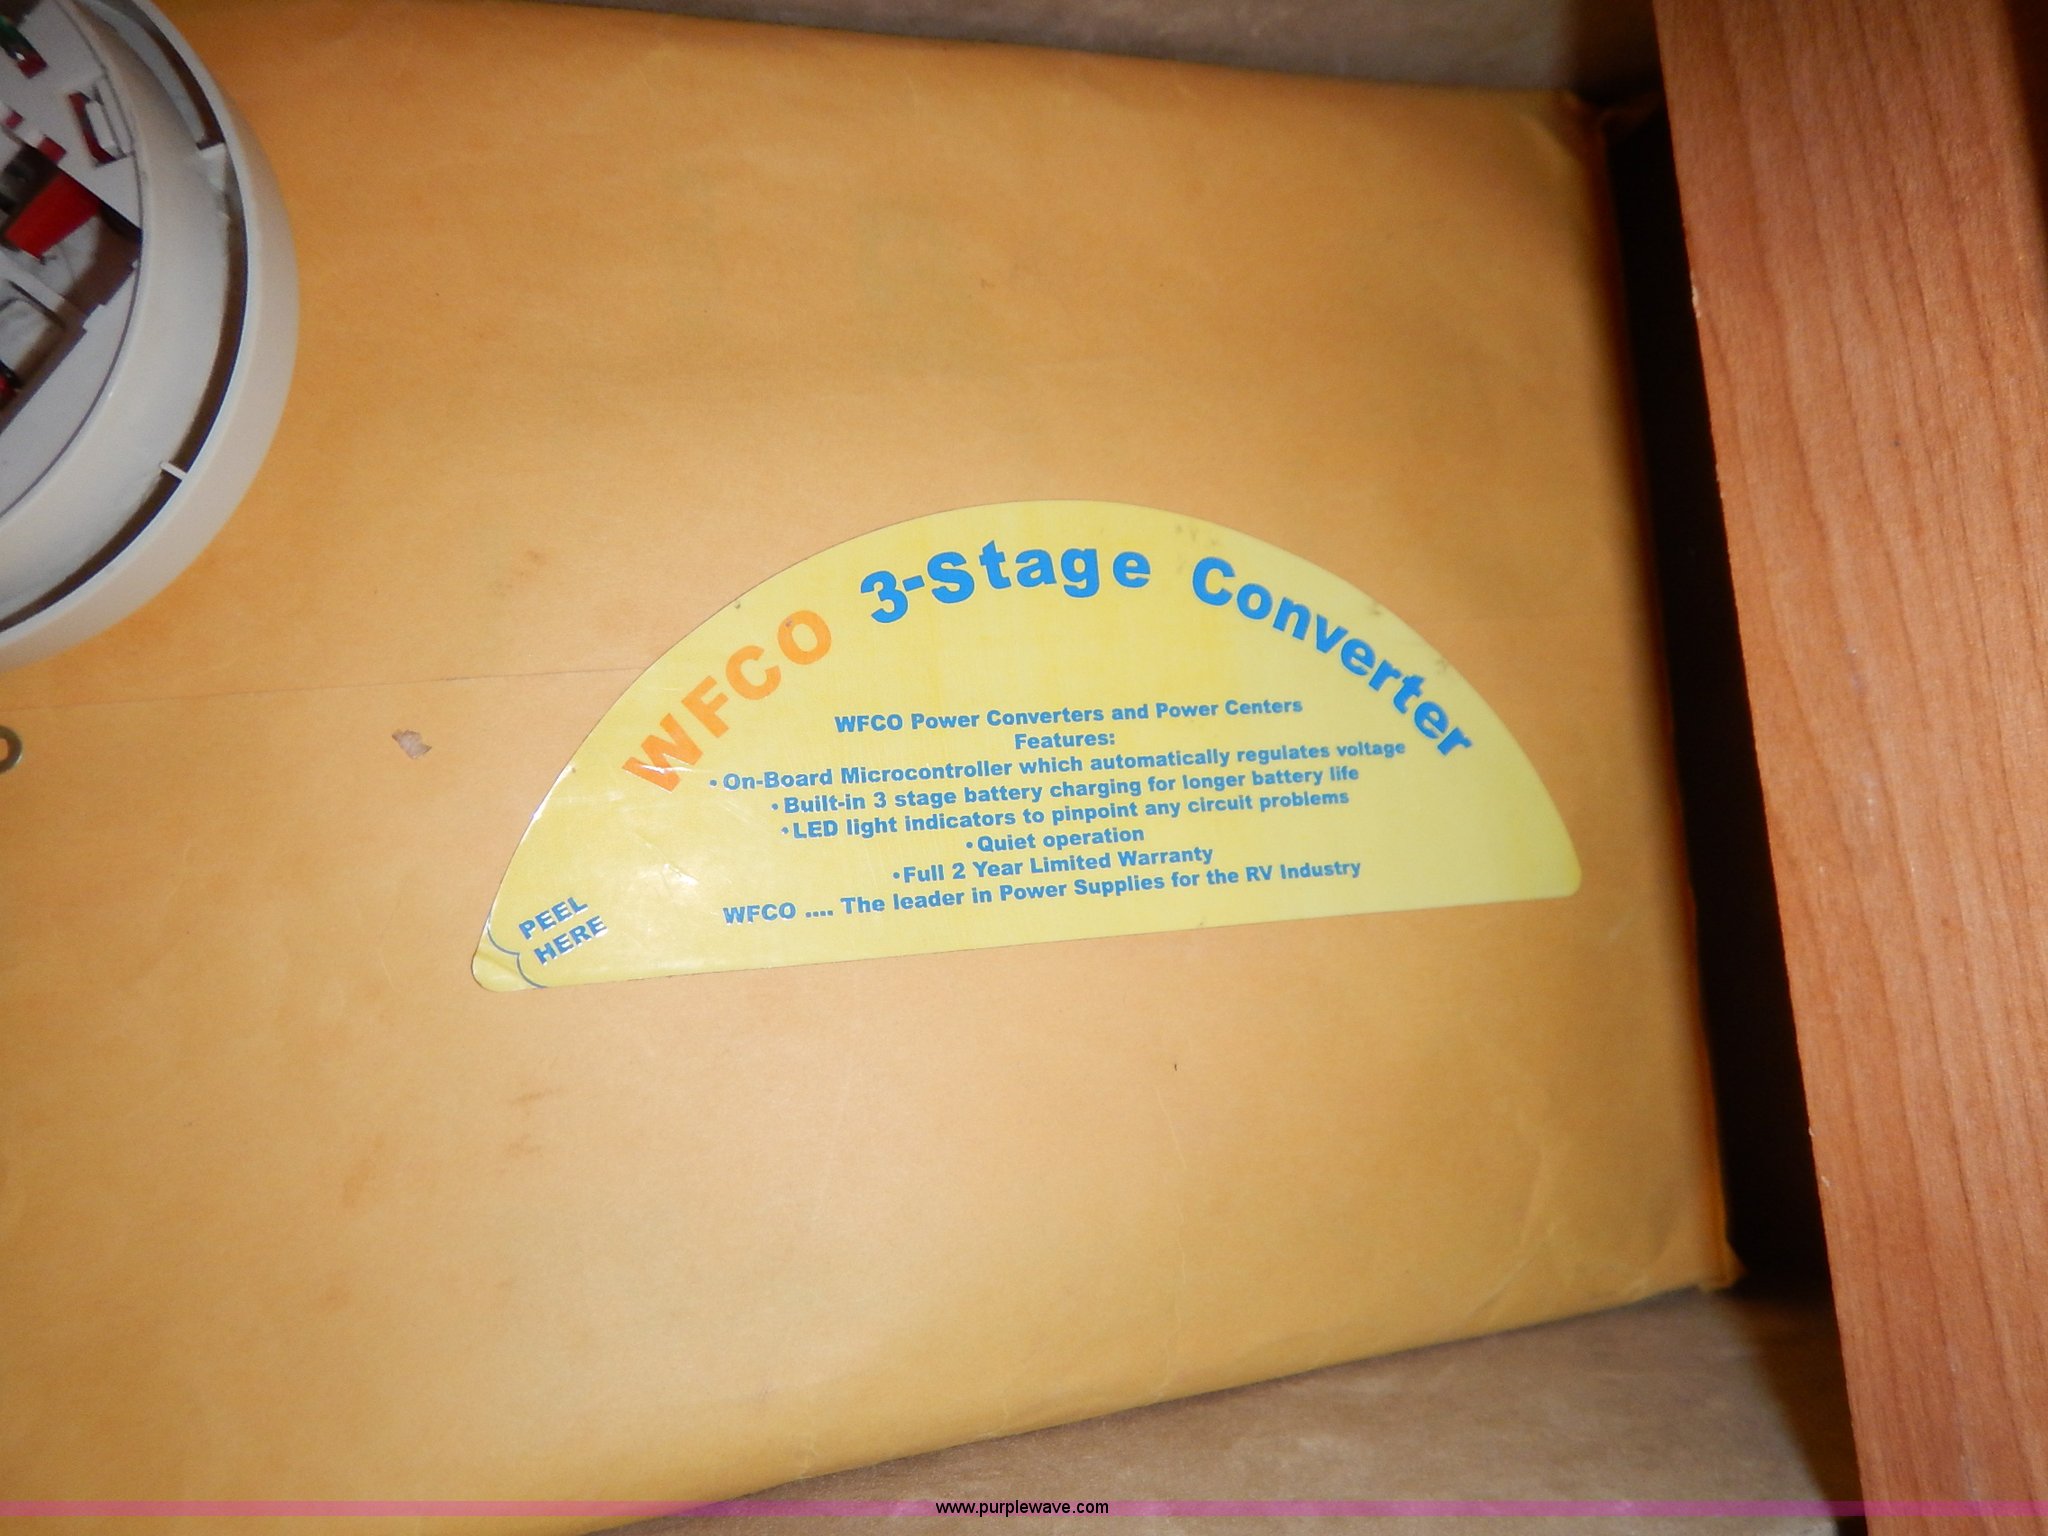 WFCO 3-Stage Converter
WFCO Power Converters and Power Centers
Features:
• On-Board Microcontroller which automatically regulates voltage
• Built-in 3 stage battery charging for longer battery life
• LED light indicators to pinpoint any circuit problems
• Quiet operation
• Full 2 Year Limited Warranty
WFCO .... The leader in Power Supplies for the RV Industry
PEEL
HERE
www.purplewave.com